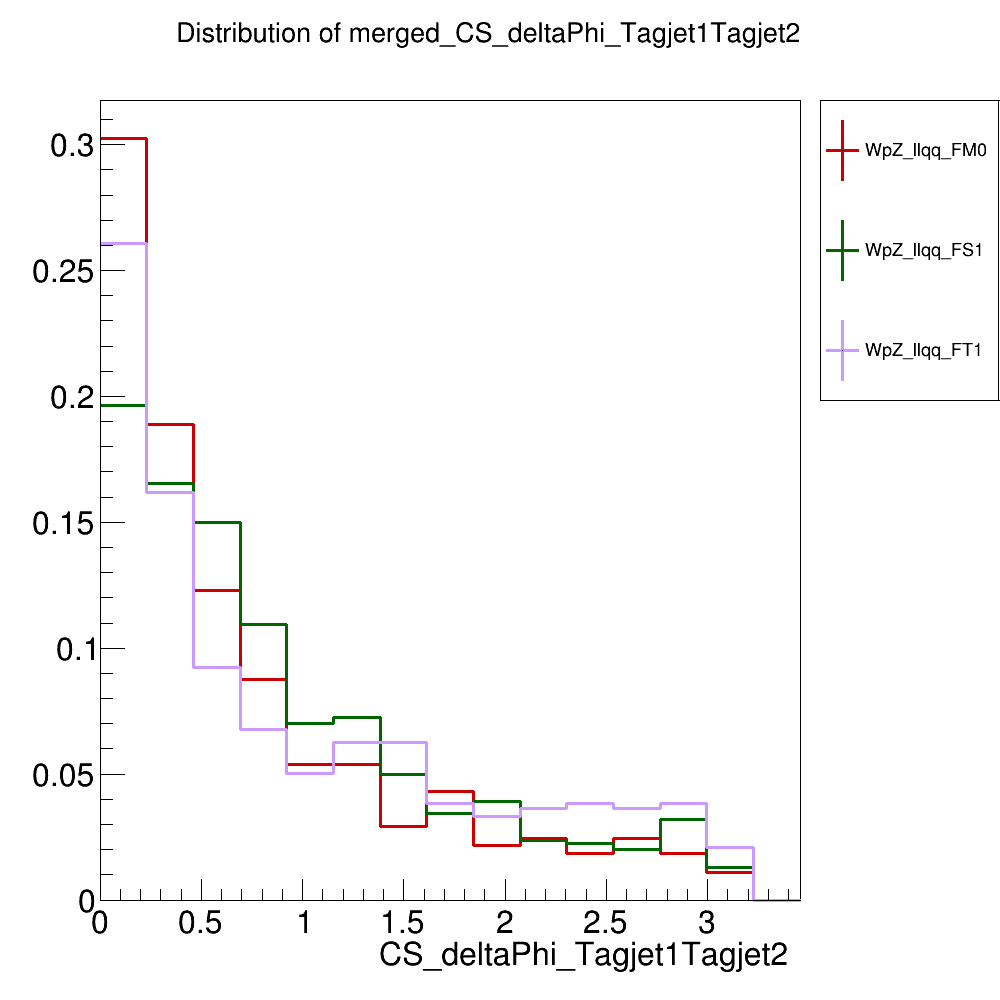 Distribution of merged_CS_deltaPhi_Tagjet1Tagjet2
WpZ_llqq_FM0
WpZ_llqq_FS1
WpZ_llqq_FT1
0.3
0.25
0.2
0.15
0.1
0.05
0
0 0.5 1 1.5 2 2.5 3
CS_deltaPhi_Tagjet1Tagjet2